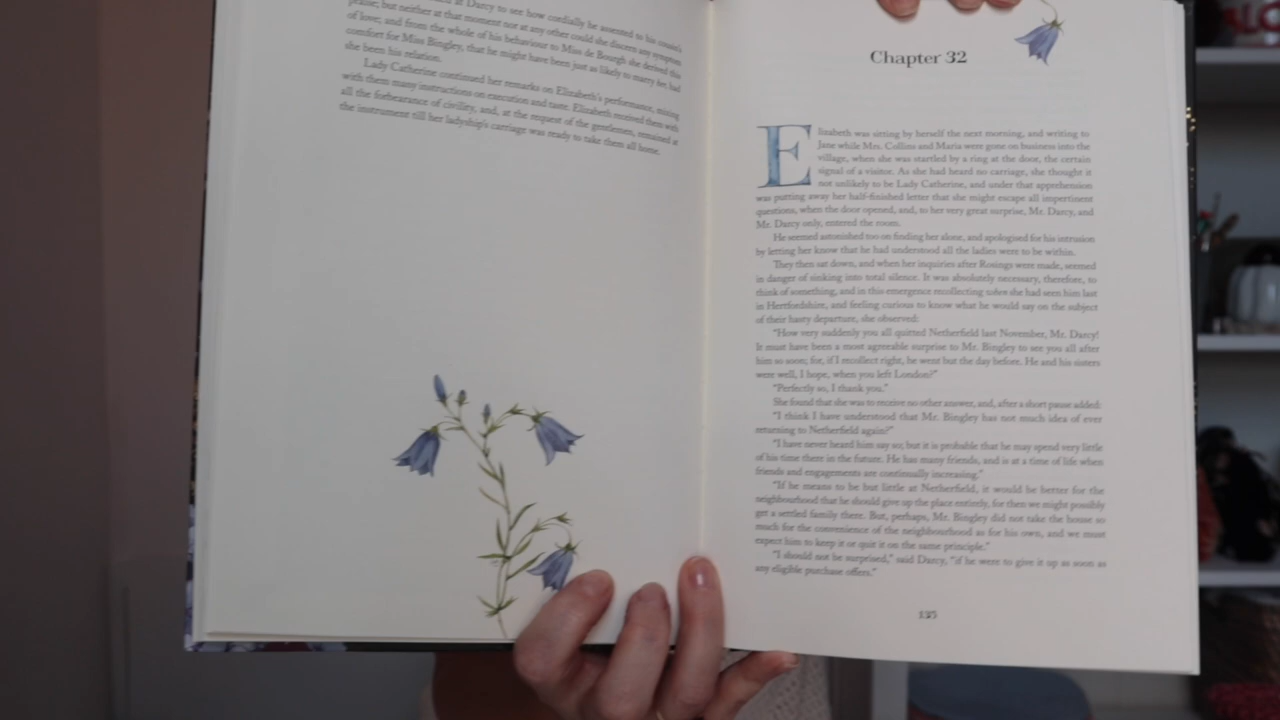 at Darcy to see how cordially he assented to his cousin's
praise; but neither at that moment nor at any other could she discern any symptom
of love; and from the whole of his behaviour to Miss de Bourgh she derived this
comfort for Miss Bingley, that he might have been just as likely to marry her, had
she been his relation.
Lady Catherine continued her remarks on Elizabeth's performance, mixing
with them many instructions on execution and taste. Elizabeth received them with
all the forbearance of civility, and, at the request of the gentlemen, remained at
the instrument till her ladyship's carriage was ready to take them all home.
Chapter 32
Elizabeth was sitting by herself the next morning, and writing to
Jane while Mrs. Collins and Maria were gone on business into the
village, when she was startled by a ring at the door, the certain
signal of a visitor. As she had heard no carriage, she thought it
not unlikely to be Lady Catherine, and under that apprehension
was putting away her half-finished letter that she might escape all impertinent
questions, when the door opened, and, to her very great surprise, Mr. Darcy, and
Mr. Darcy only, entered the room.
He seemed astonished too on finding her alone, and apologised for his intrusion
by letting her know that he had understood all the ladies were to be within.
They then sat down, and when her inquiries after Rosings were made, seemed
in danger of sinking into total silence. It was absolutely necessary, therefore, to
think of something, and in this emergence recollecting when she had seen him last
in Hertfordshire, and feeling curious to know what he would say on the subject
of their hasty departure, she observed:
"How very suddenly you all quitted Netherfield last November, Mr. Darcy!
It must have been a most agreeable surprise to Mr. Bingley to see you all after
him so soon; for, if I recollect right, he went but the day before. He and his sisters
were well, I hope, when you left London?"
"Perfectly so, I thank you."
She found that she was to receive no other answer, and, after a short pause added:
"I think I have understood that Mr. Bingley has not much idea of ever
returning to Netherfield again?"
"I have never heard him say so; but it is probable that he may spend very little
of his time there in the future. He has many friends, and is at a time of life when
friends and engagements are continually increasing."
"If he means to be but little at Netherfield, it would be better for the
neighbourhood that he should give up the place entirely, for then we might possibly
get a settled family there. But, perhaps, Mr. Bingley did not take the house so
much for the convenience of the neighbourhood as for his own, and we must
expect him to keep it or quit it on the same principle."
"I should not be surprised," said Darcy, "if he were to give it up as soon as
any eligible purchase offers."